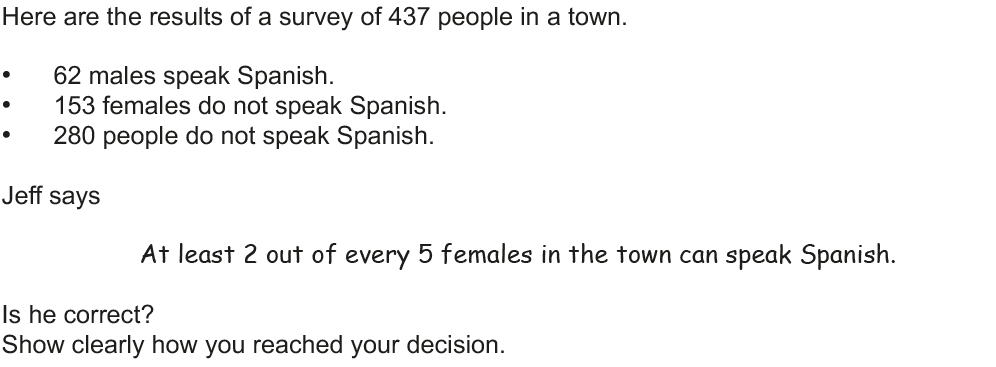 Here are the results of a survey of 437 people in a town.
• 62 males speak Spanish.
• 153 females do not speak Spanish.
• 280 people do not speak Spanish.
Jeff says
At least 2 out of every 5 females in the town can speak Spanish.
Is he correct?
Show clearly how you reached your decision.